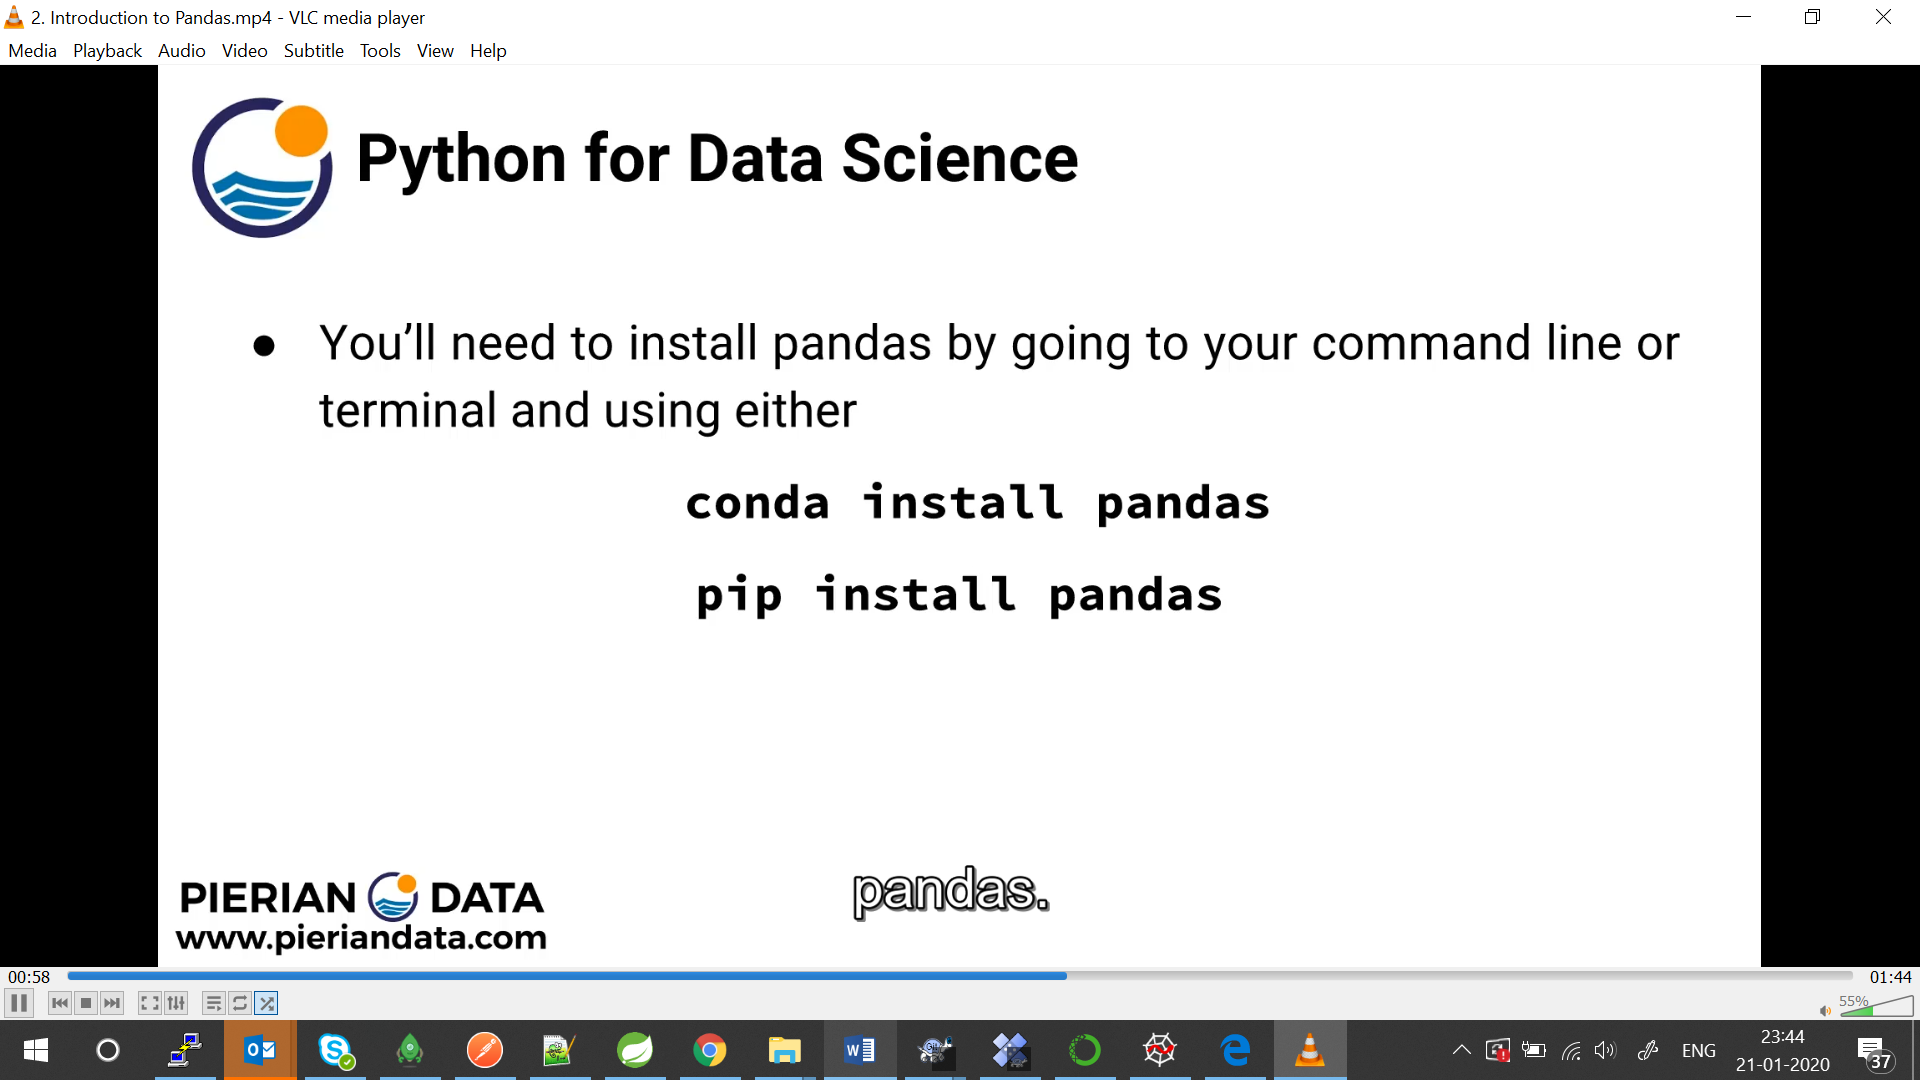 2. Introduction to Pandas.mp4 - VLC media player
Media Playback Audio Video Subtitle Tools View Help
Python for Data Science
● You'll need to install pandas by going to your command line or
terminal and using either
conda install pandas
pip install pandas
pandas.
PIERIAN DATA
www.pieriandata.com
00:58
01:44
55%
ENG
23:44
21-01-2020
37